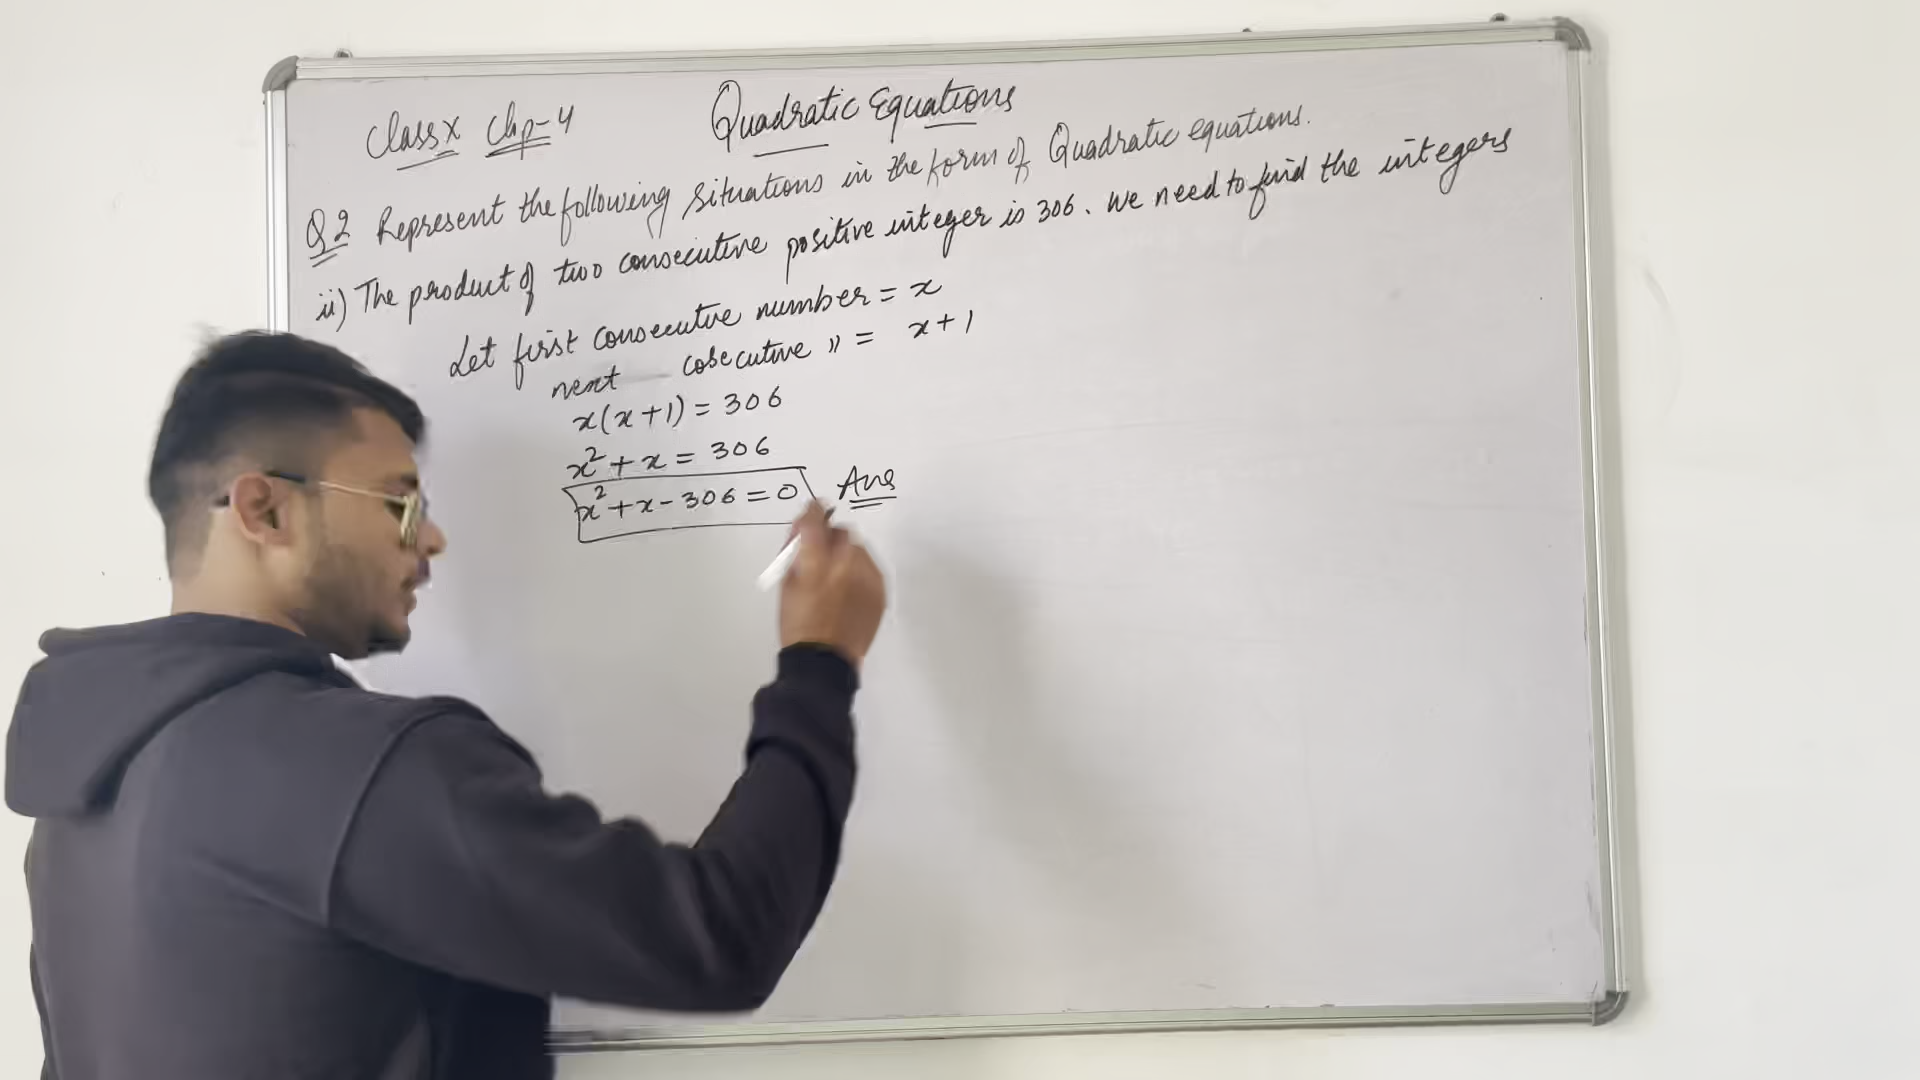 Class X Chp-4 Quadratic Equations
Q2 Represent the following situations in the form of Quadratic equations.
ii) The product of two consecutive positive integer is 306. We need to find the integers
Let first consecutive number = x
next cosecutive " = x+1
x(x+1) = 306
x² + x = 306
x² + x - 306 = 0 Ans